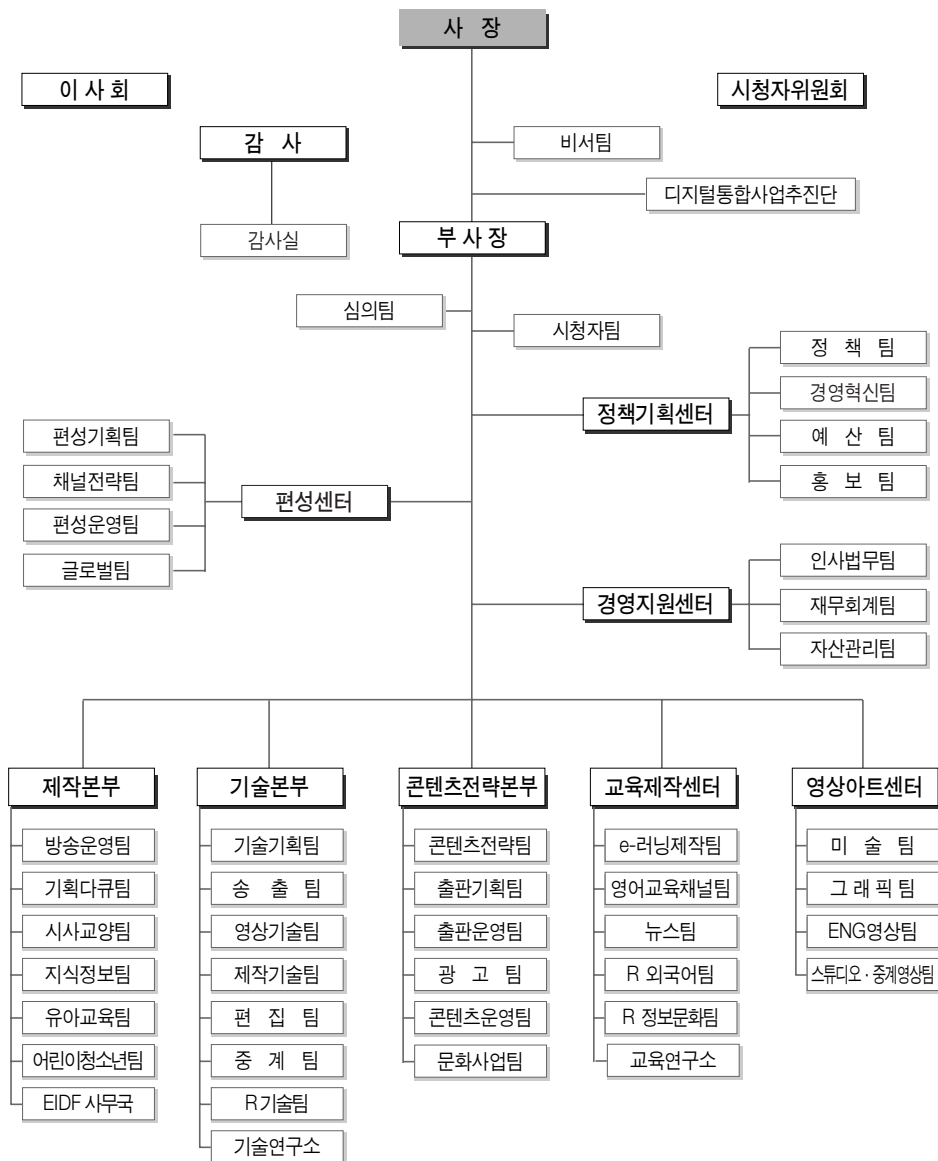 사 장
이 사 회
시청자위원회
감 사
비서팀
디지털통합사업추진단
감사실
부 사 장
심의팀
시청자팀
정책기획센터
정 책 팀
경영혁신팀
예 산 팀
홍 보 팀
편성기획팀
채널전략팀
편성운영팀
글로벌팀
편성센터
경영지원센터
인사법무팀
재무회계팀
자산관리팀
제작본부
방송운영팀
기획다큐팀
시사교양팀
지식정보팀
유아교육팀
어린이청소년팀
EIDF 사무국
기술본부
기술기획팀
송 출 팀
영상기술팀
제작기술팀
편 집 팀
중 계 팀
R기술팀
기술연구소
콘텐츠전략본부
콘텐츠전략팀
출판기획팀
출판운영팀
광 고 팀
콘텐츠운영팀
문화사업팀
교육제작센터
e-러닝제작팀
영어교육채널팀
뉴스팀
R 외국어팀
R 정보문화팀
교육연구소
영상아트센터
미 술 팀
그 래 픽 팀
ENG영상팀
스튜디오 · 중계영상팀